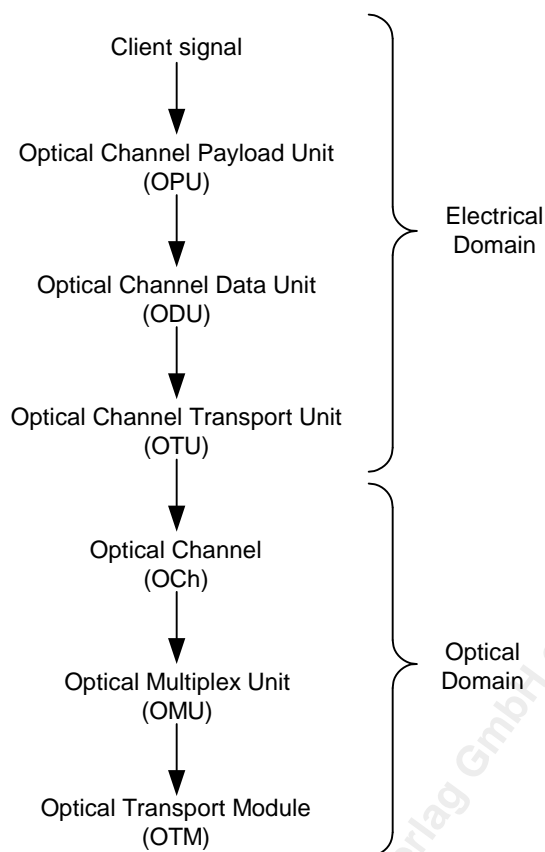 Client signal
Optical Channel Payload Unit
(OPU)
Electrical
Domain
Optical Channel Data Unit
(ODU)
Optical Channel Transport Unit
(OTU)
Optical Channel
(OCh)
Optical Multiplex Unit
(OMU)
Optical
Domain
Optical Transport Module
(OTM)
GmbH